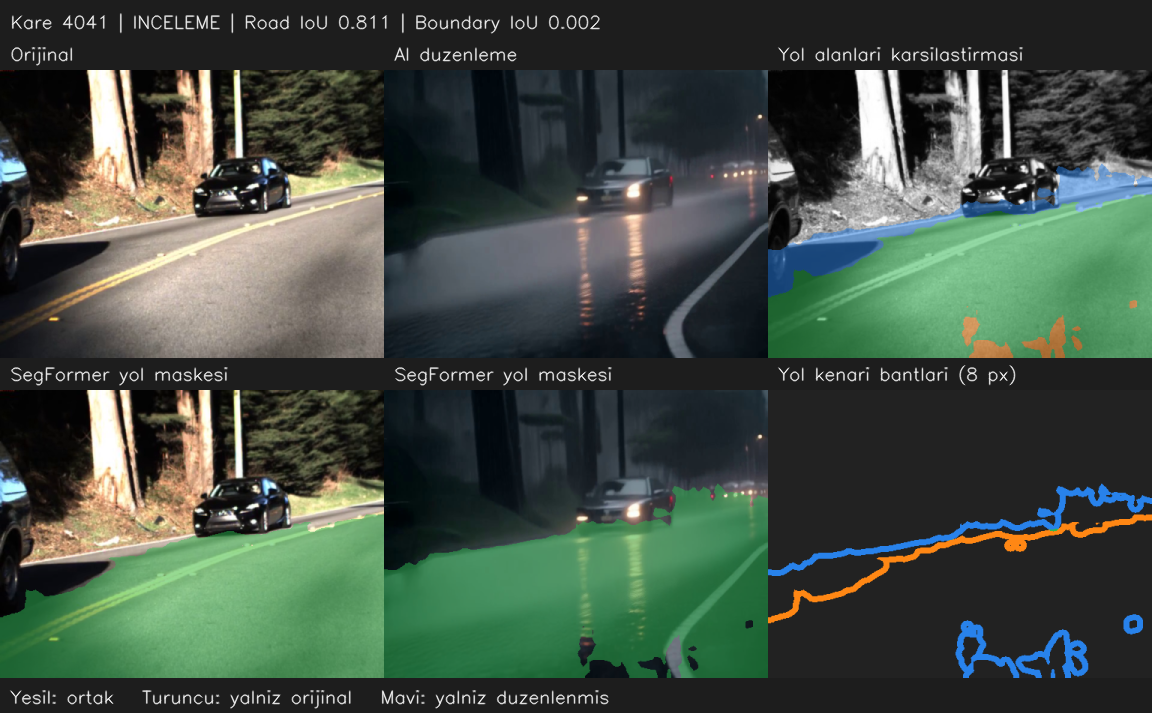 Kare 4041 | INCELEME | Road IoU 0.811 | Boundary IoU 0.002
Orijinal
AI duzenleme
Yol alanlari karsilastirmasi
SegFormer yol maskesi
SegFormer yol maskesi
Yol kenari bantlari (8 px)
Yesil: ortak Turuncu: yalniz orijinal Mavi: yalniz duzenlenmis